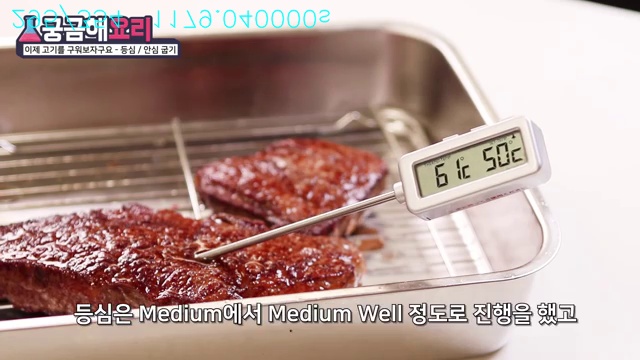 1179.040000s
궁금해요리
이제 고기를 구워보자구요 - 등심 / 안심 굽기
61°C 50°C
등심은 Medium에서 Medium Well 정도로 진행을 했고